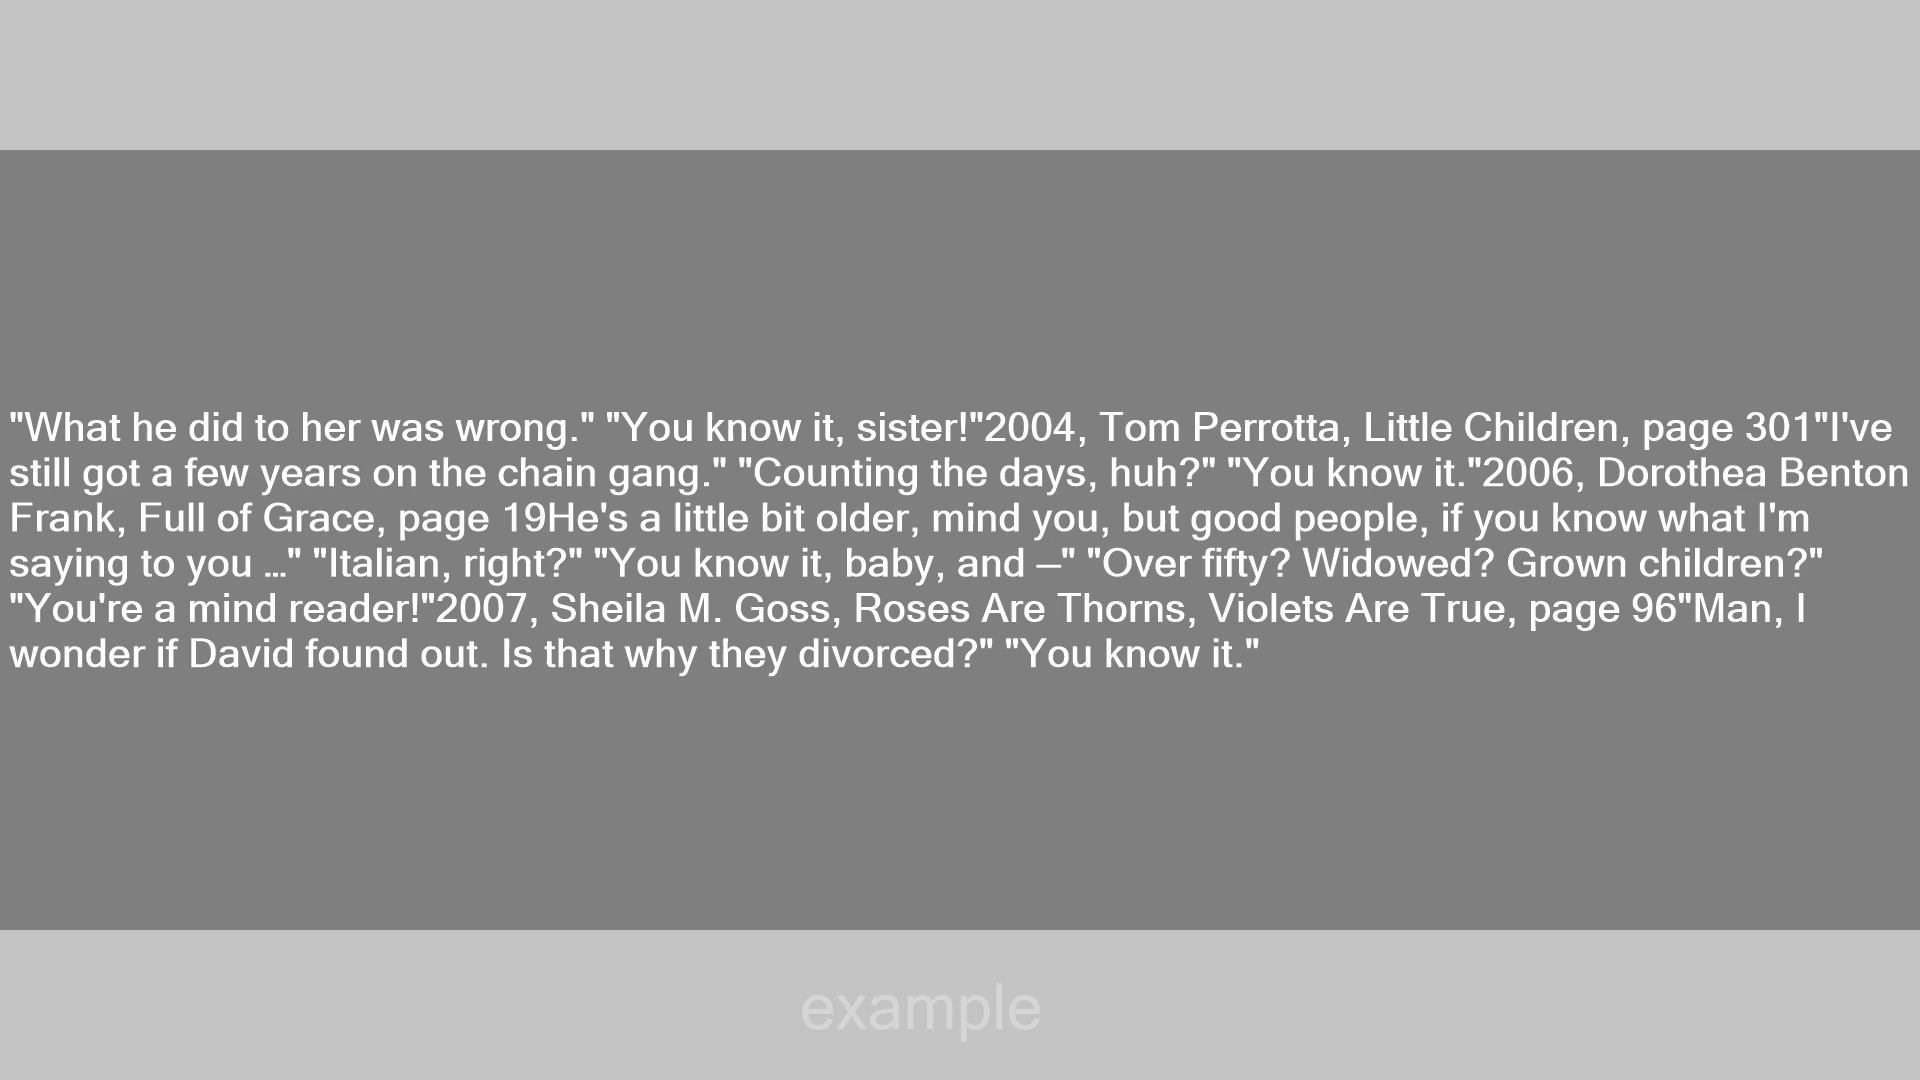 "What he did to her was wrong." "You know it, sister!"2004, Tom Perrotta, Little Children, page 301"I've
still got a few years on the chain gang." "Counting the days, huh?" "You know it."2006, Dorothea Benton
Frank, Full of Grace, page 19He's a little bit older, mind you, but good people, if you know what I'm
saying to you …" "Italian, right?" "You know it, baby, and —" "Over fifty? Widowed? Grown children?"
"You're a mind reader!"2007, Sheila M. Goss, Roses Are Thorns, Violets Are True, page 96"Man, I
wonder if David found out. Is that why they divorced?" "You know it."
example